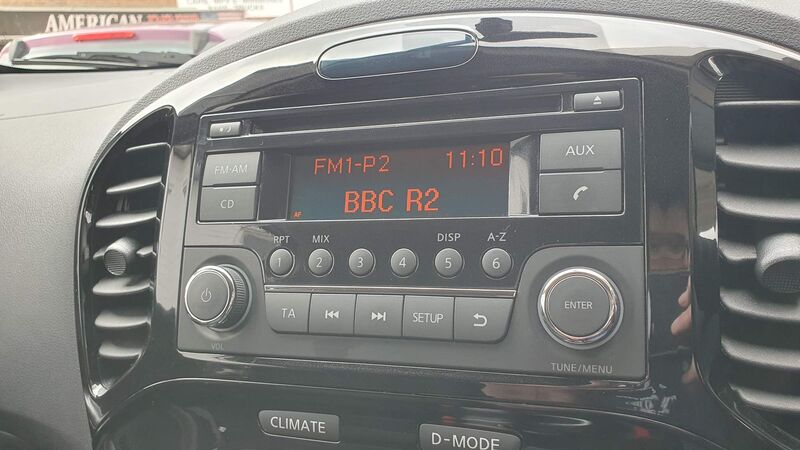 AMERICAN
FM·AM
CD
FM1-P2 11:10
BBC R2
AF
AUX
RPT MIX DISP A-Z
1 2 3 4 5 6
TA SETUP
VOL
ENTER
TUNE/MENU
CLIMATE
D-MODE